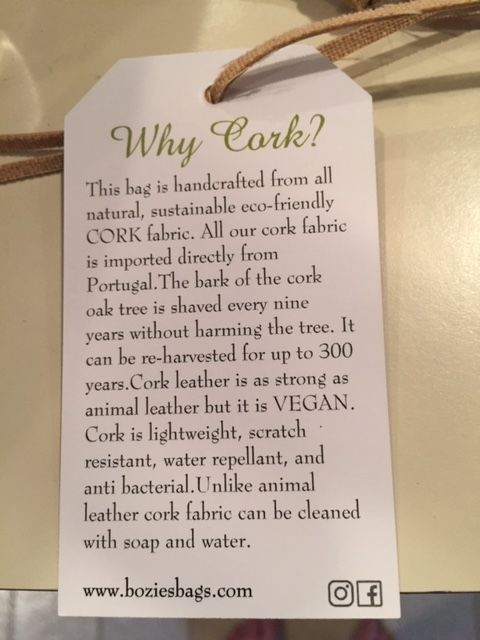 Why Cork?
This bag is handcrafted from all
natural, sustainable eco-friendly
CORK fabric. All our cork fabric
is imported directly from
Portugal.The bark of the cork
oak tree is shaved every nine
years without harming the tree. It
can be re-harvested for up to 300
years.Cork leather is as strong as
animal leather but it is VEGAN.
Cork is lightweight, scratch
resistant, water repellant, and
anti bacterial.Unlike animal
leather cork fabric can be cleaned
with soap and water.
www.boziesbags.com